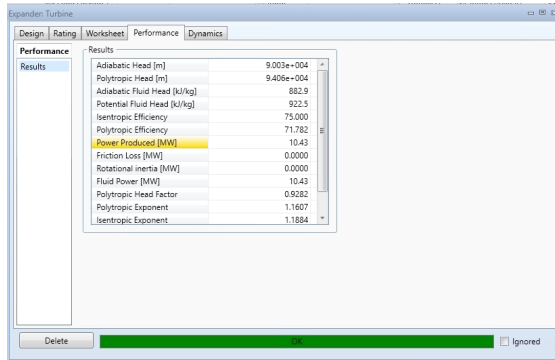 Expander: Turbine
Design Rating Worksheet Performance Dynamics
Performance
Results
Results
Adiabatic Head [m] 9.003e+004
Polytropic Head [m] 9.406e+004
Adiabatic Fluid Head [kJ/kg] 882.9
Potential Fluid Head [kJ/kg] 922.5
Isentropic Efficiency 75.000
Polytropic Efficiency 71.782
Power Produced [MW] 10.43
Friction Loss [MW] 0.0000
Rotational inertia [MW] 0.0000
Fluid Power [MW] 10.43
Polytropic Head Factor 0.9282
Polytropic Exponent 1.1607
Isentropic Exponent 1.1884
Delete OK Ignored